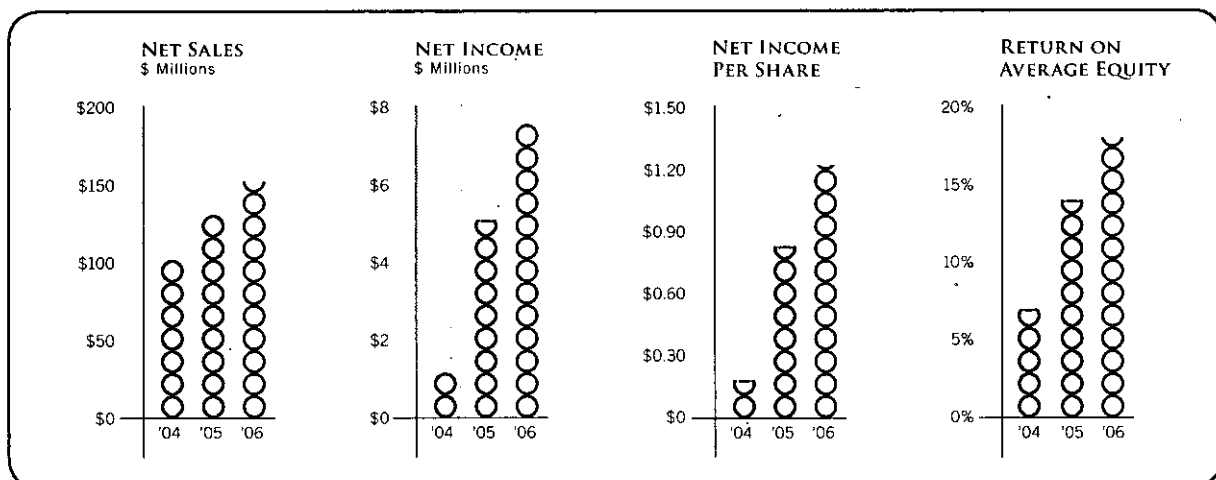 NET SALES
$ Millions
$200
$150
$100
$50
$0
'04 '05 '06
NET INCOME
$ Millions
$8
$6
$4
$2
$0
'04 '05 '06
NET INCOME
PER SHARE
$1.50
$1.20
$0.90
$0.60
$0.30
$0
'04 '05 '06
RETURN ON
AVERAGE EQUITY
20%
15%
10%
5%
0%
'04 '05 '06